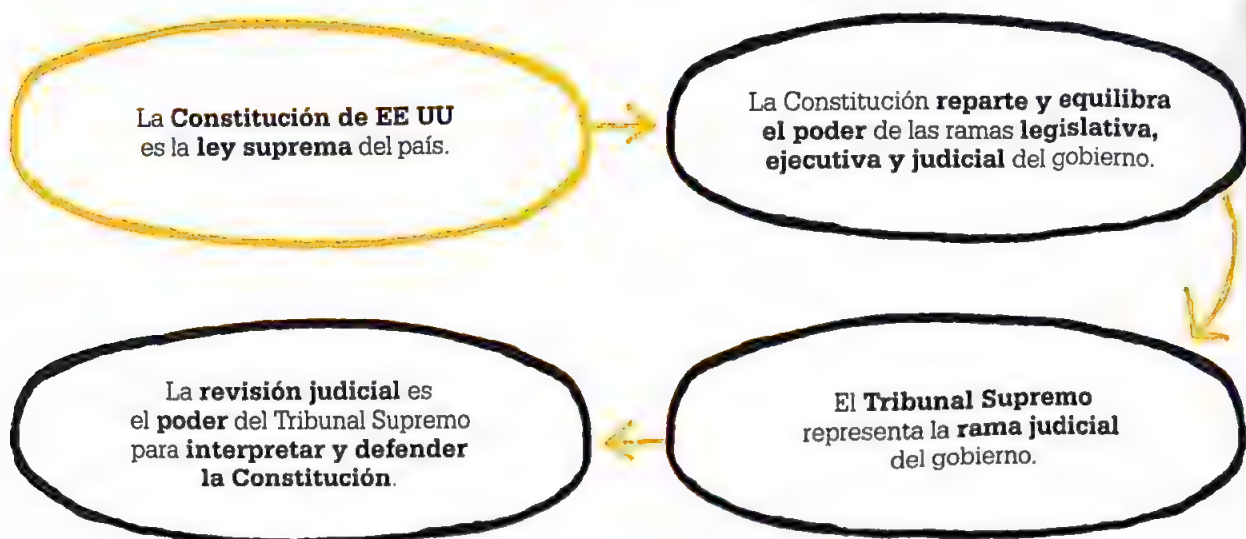 La Constitución de EE UU
es la ley suprema del país.
La Constitución reparte y equilibra
el poder de las ramas legislativa,
ejecutiva y judicial del gobierno.
El Tribunal Supremo
representa la rama judicial
del gobierno.
La revisión judicial es
el poder del Tribunal Supremo
para interpretar y defender
la Constitución.